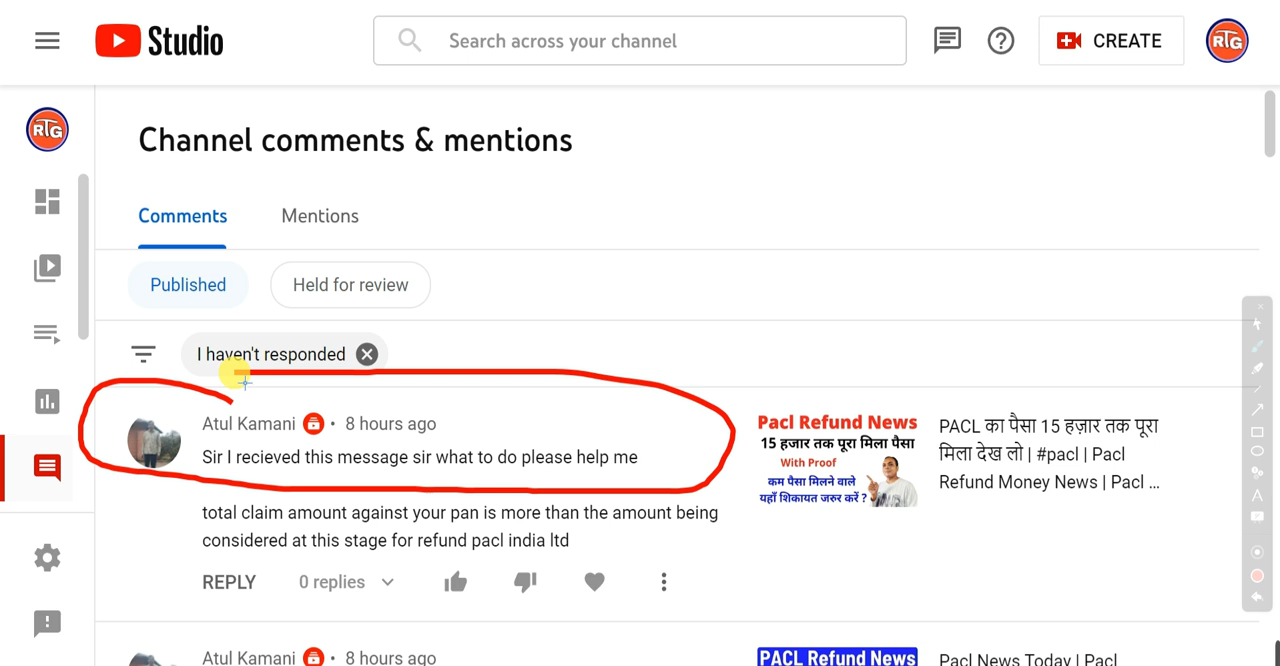 Studio
Search across your channel
CREATE
RTG
RTG
Channel comments & mentions
Comments
Mentions
Published
Held for review
I haven't responded
Atul Kamani • 8 hours ago
Sir I recieved this message sir what to do please help me
total claim amount against your pan is more than the amount being
considered at this stage for refund pacl india ltd
REPLY
0 replies
Pacl Refund News
15 हजार तक पूरा मिला पैसा
With Proof
कम पैसा मिलने वाले
यहाँ शिकायत जरुर करें ?
PACL का पैसा 15 हज़ार तक पूरा
मिला देख लो | #pacl | Pacl
Refund Money News | Pacl ...
Atul Kamani • 8 hours ago
PACL Refund News
Pacl News Today | Pacl